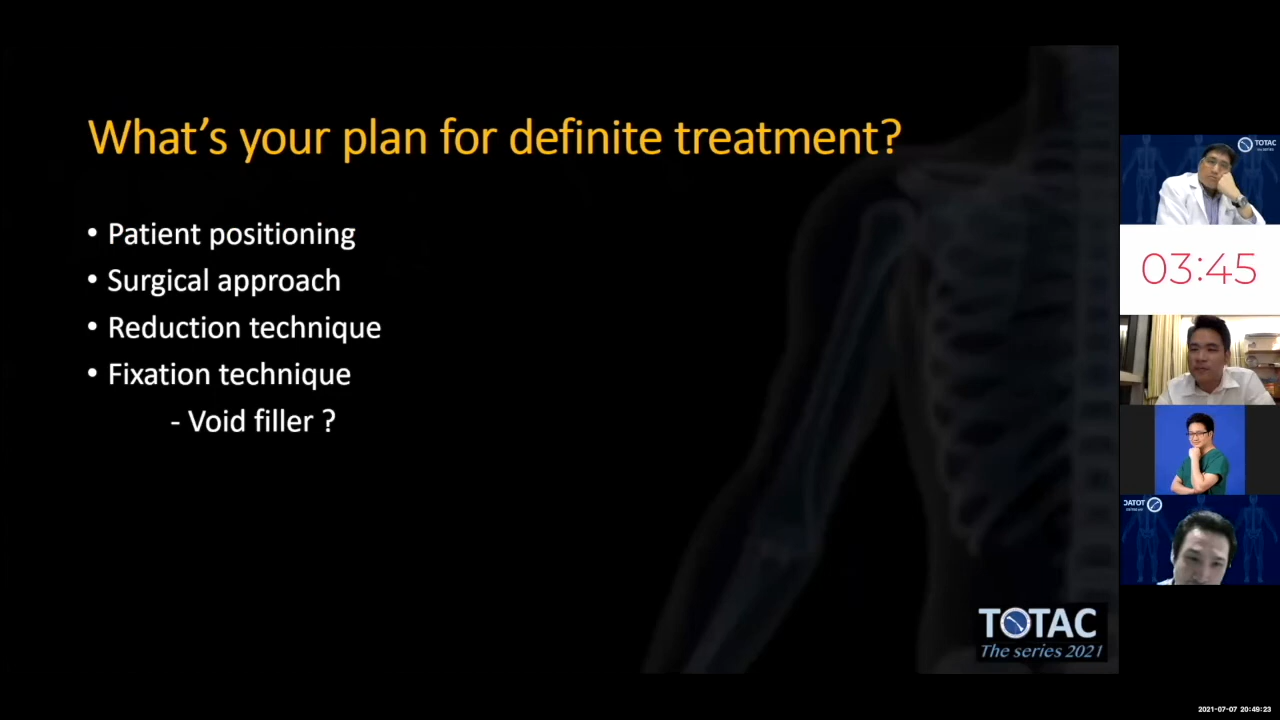 What's your plan for definite treatment?
• Patient positioning
• Surgical approach
• Reduction technique
• Fixation technique
- Void filler ?
TOTAC
The series 2021
TOTAC
03:45
2021-07-07 20:49:23